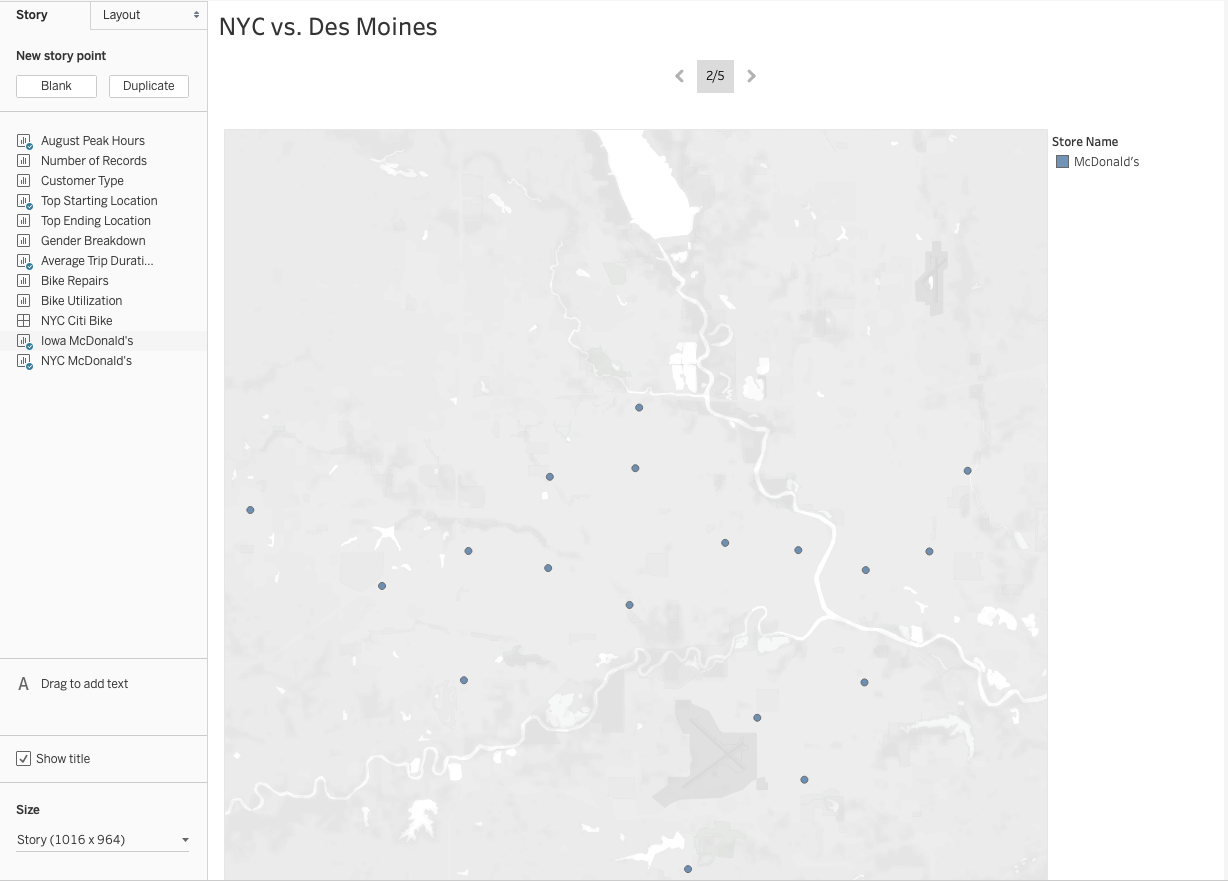 Story
Layout
New story point
Blank
Duplicate
August Peak Hours
Number of Records
Customer Type
Top Starting Location
Top Ending Location
Gender Breakdown
Average Trip Durati...
Bike Repairs
Bike Utilization
NYC Citi Bike
Iowa McDonald's
NYC McDonald's
A Drag to add text
Show title
Size
Story (1016 x 964)
NYC vs. Des Moines
2/5
Store Name
McDonald's